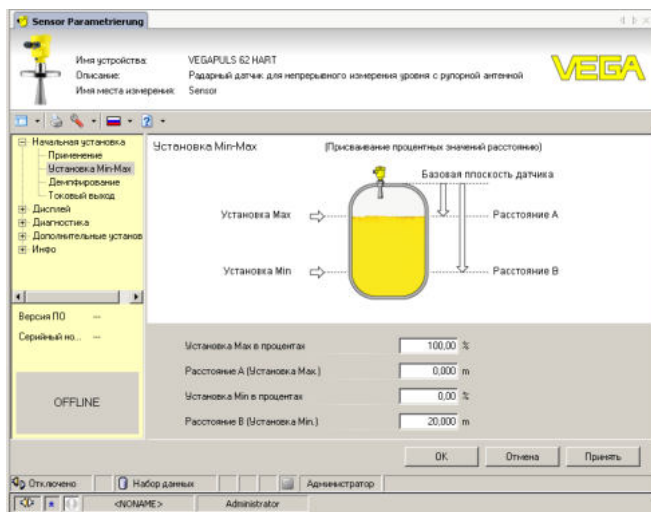 Sensor Parametrierung
Имя устройства: VEGAPULS 62 HART
Описание: Радарный датчик для непрерывного измерения уровня с рупорной антенной
Имя места измерения: Sensor
VEGA
Начальная установка
Применение
Установка Min-Max
Демпфирование
Токовый выход
Дисплей
Диагностика
Дополнительные установ
Инфо
Версия ПО ---
Серийный но... ---
OFFLINE
Установка Min-Max (Присваивание процентных значений расстоянию)
Базовая плоскость датчика
Установка Max
Расстояние A
Установка Min
Расстояние B
Установка Max в процентах 100,00 %
Расстояние A (Установка Max.) 0,000 m
Установка Min в процентах 0,00 %
Расстояние B (Установка Min.) 20,000 m
OK Отмена Принять
Отключено Набор данных Администратор
<NONAME> Administrator